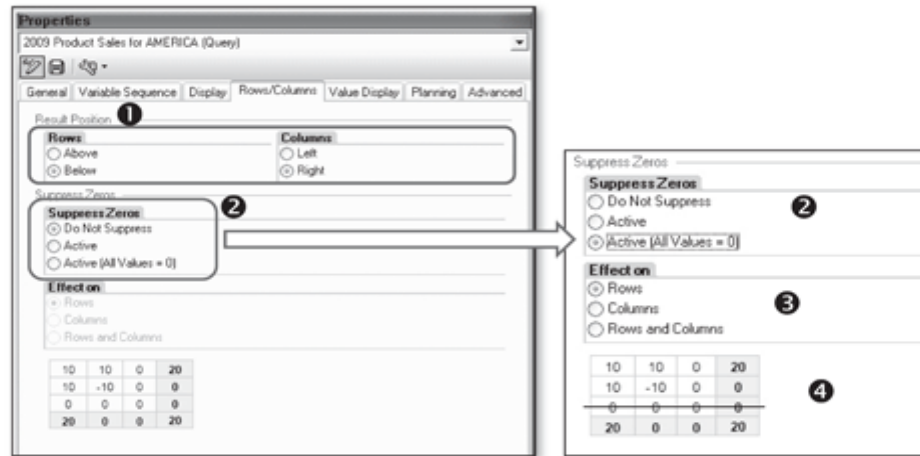 Properties
2009 Product Sales for AMERICA (Query)
General Variable Sequence Display Rows/Columns Value Display Planning Advanced
❶
Result Position
Rows Columns
Above Left
Below Right
Suppress Zeros
Suppress Zeros ❷
Do Not Suppress
Active
Active (All Values = 0)
Effect on
Rows
Columns
Rows and Columns
10 10 0 20
10 -10 0 0
0 0 0 0
20 0 0 20
Suppress Zeros
Suppress Zeros
Do Not Suppress ❷
Active
Active (All Values = 0)
Effect on
Rows
Columns ❸
Rows and Columns
10 10 0 20
10 -10 0 0 ❹
0 0 0 0
20 0 0 20